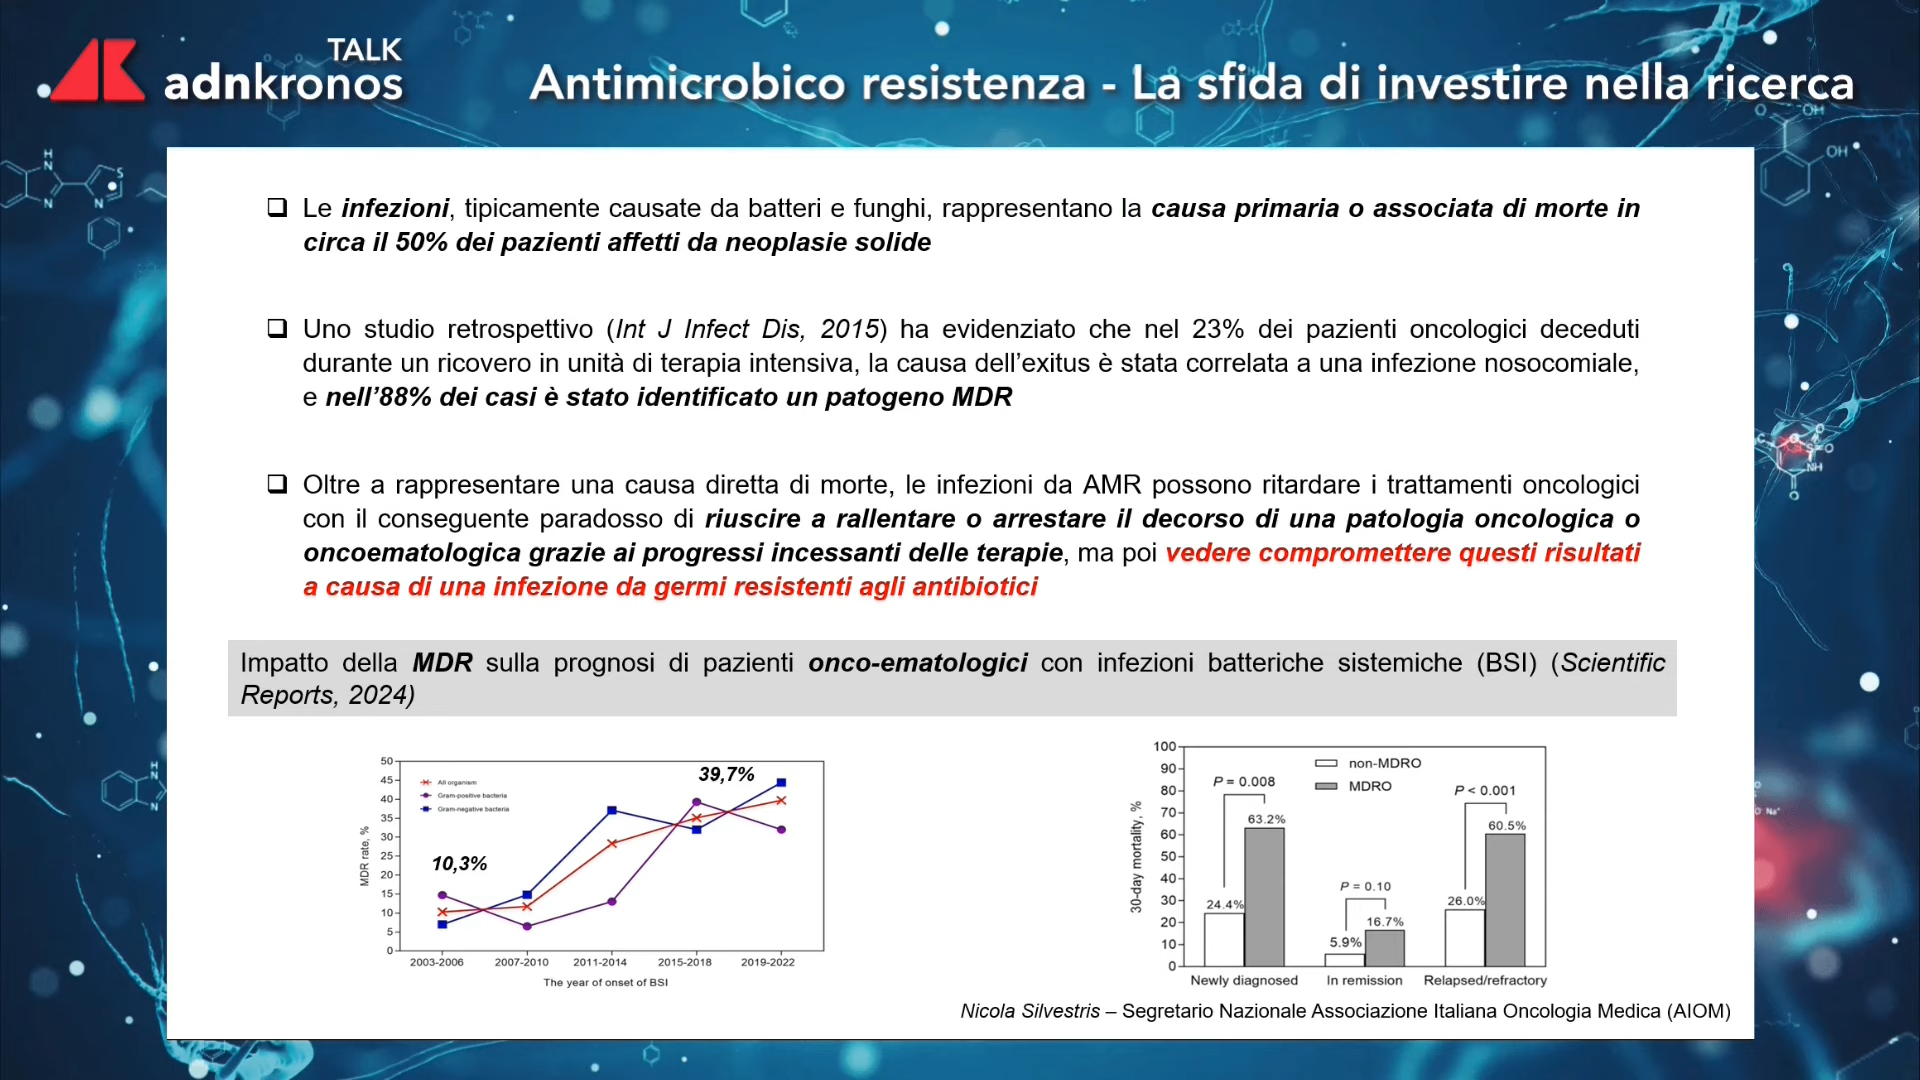 TALK
adnkronos
Antimicrobico resistenza - La sfida di investire nella ricerca
❑ Le infezioni, tipicamente causate da batteri e funghi, rappresentano la causa primaria o associata di morte in
circa il 50% dei pazienti affetti da neoplasie solide
❑ Uno studio retrospettivo (Int J Infect Dis, 2015) ha evidenziato che nel 23% dei pazienti oncologici deceduti
durante un ricovero in unità di terapia intensiva, la causa dell’exitus è stata correlata a una infezione nosocomiale,
e nell’88% dei casi è stato identificato un patogeno MDR
❑ Oltre a rappresentare una causa diretta di morte, le infezioni da AMR possono ritardare i trattamenti oncologici
con il conseguente paradosso di riuscire a rallentare o arrestare il decorso di una patologia oncologica o
oncoematologica grazie ai progressi incessanti delle terapie, ma poi vedere compromettere questi risultati
a causa di una infezione da germi resistenti agli antibiotici
Impatto della MDR sulla prognosi di pazienti onco-ematologici con infezioni batteriche sistemiche (BSI) (Scientific
Reports, 2024)
MDR rate, %
50
45
40
35
30
25
20
15
10
5
0
All organism
Gram-positive bacteria
Gram-negative bacteria
10,3%
39,7%
2003-2006 2007-2010 2011-2014 2015-2018 2019-2022
The year of onset of BSI
30-day mortality, %
100
90
80
70
60
50
40
30
20
10
0
non-MDRO
MDRO
P = 0.008
24.4%
63.2%
P = 0.10
5.9%
16.7%
P < 0.001
26.0%
60.5%
Newly diagnosed In remission Relapsed/refractory
Nicola Silvestris – Segretario Nazionale Associazione Italiana Oncologia Medica (AIOM)